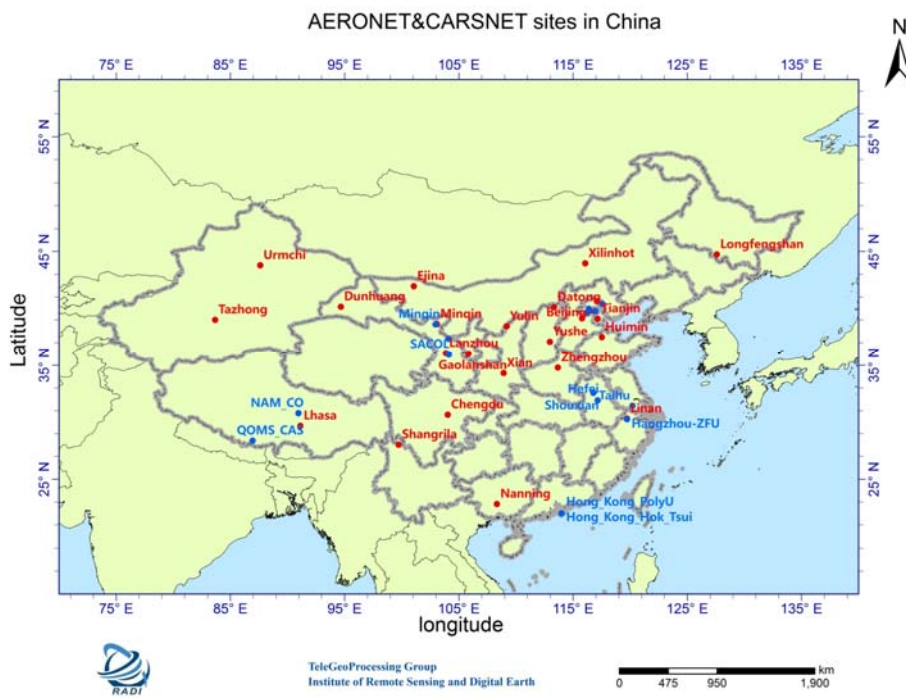 AERONET&CARSNET sites in China
N
75° E 85° E 95° E 105° E 115° E 125° E 135° E
55° N 55° N
Longfengshan
Xilinhot
45° N 45° N
Urmchi
Ejina
Dunhuang
Datong
Tazhong
Minqin Minqin
Yulin
Beijing Tianjin
Yushe
Huimin
SACOL Lanzhou
Gaolanshan
Xian
Zhengzhou
35° N 35° N
Hefei
Taihu
Shouxian
NAM_CO
Lhasa
Chengdu
Linan
Haogzhou-ZFU
QOMS_CAS
Shangrila
25° N 25° N
Nanning
Hong_Kong_PolyU
Hong_Kong_Hok_Tsui
Latitude
75° E 85° E 95° E 105° E 115° E 125° E 135° E
longitude
RADI
TeleGeoProcessing Group
Institute of Remote Sensing and Digital Earth
km
0 475 950 1,900